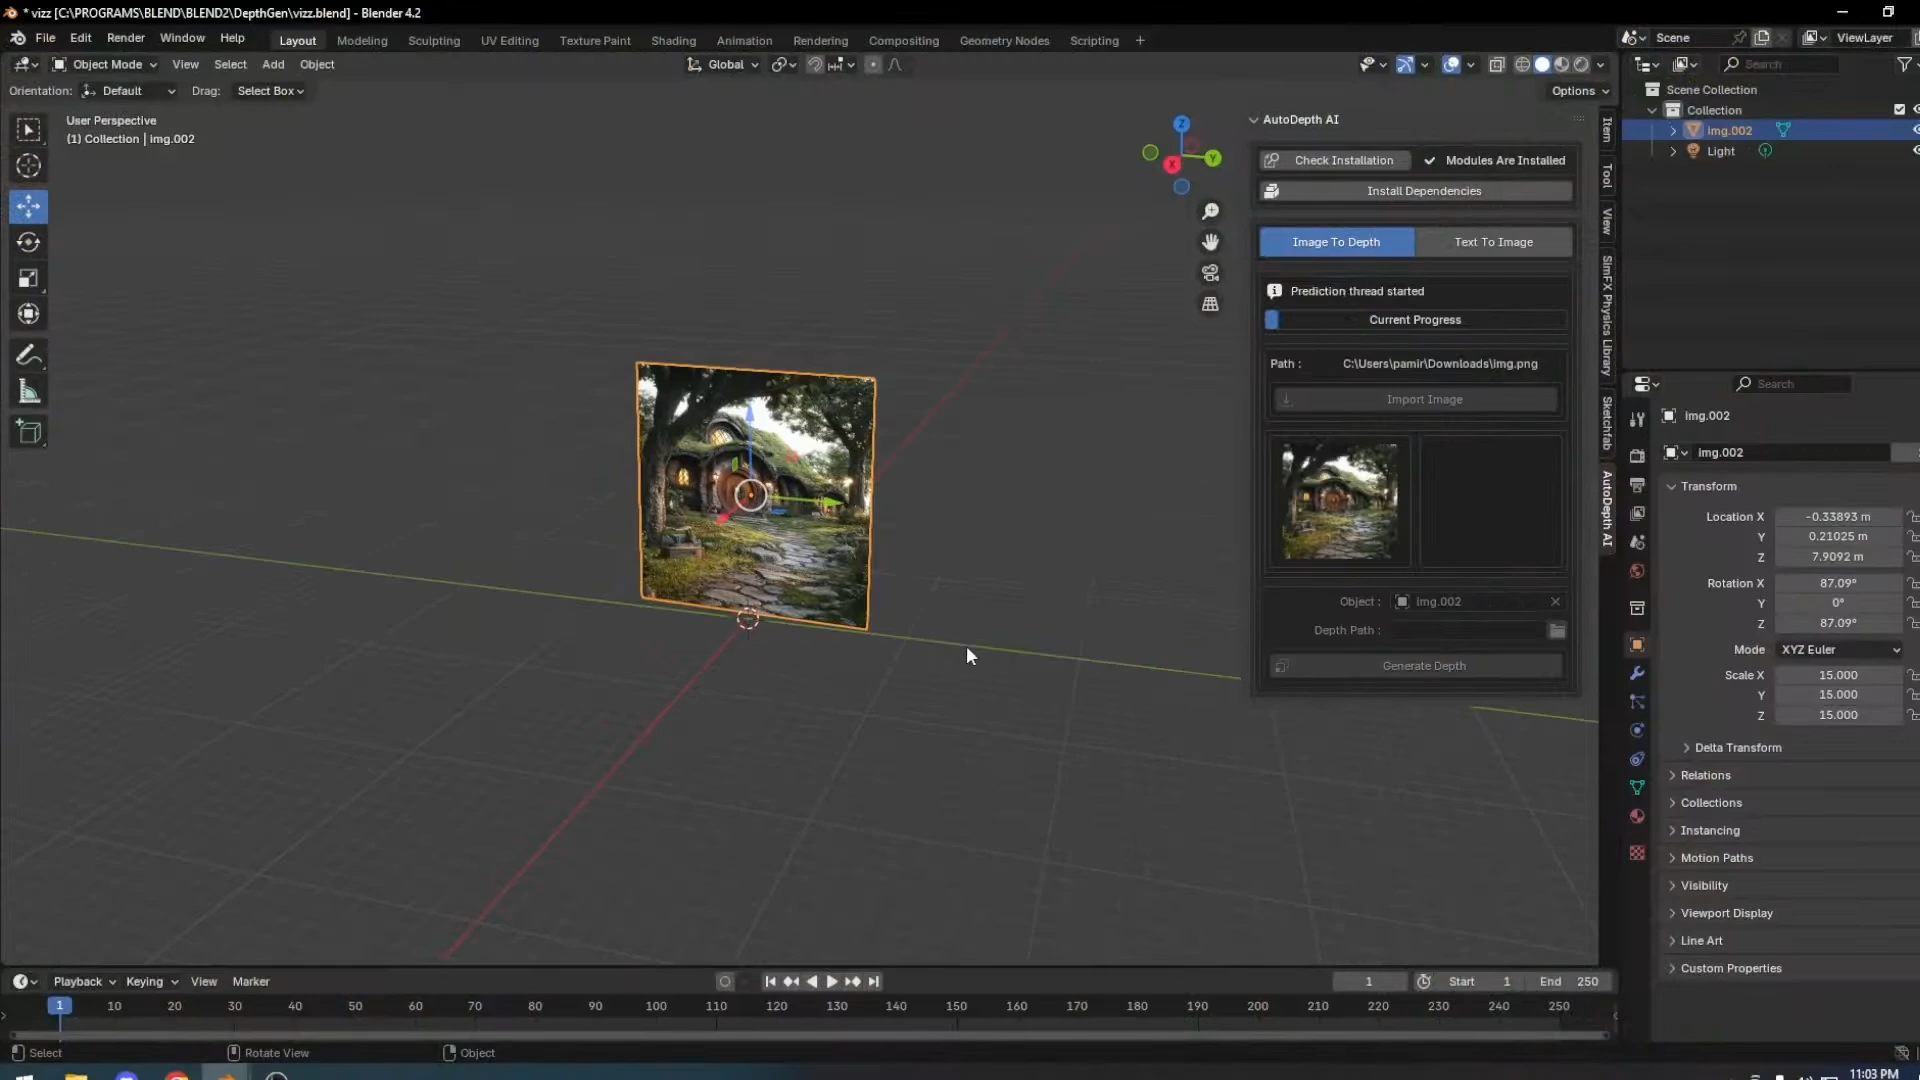 * vizz [C:\PROGRAMS\BLEND\BLEND2\DepthGen\vizz.blend] - Blender 4.2
File Edit Render Window Help Layout Modeling Sculpting UV Editing Texture Paint Shading Animation Rendering Compositing Geometry Nodes Scripting + Scene ViewLayer
Object Mode View Select Add Object Global Search
Orientation: Default Drag: Select Box Options
User Perspective
(1) Collection | img.002
Z
Y
X
AutoDepth AI
Check Installation Modules Are Installed
Install Dependencies
Image To Depth Text To Image
Prediction thread started
Current Progress
Path : C:\Users\pamir\Downloads\img.png
Import Image
Object : img.002
Depth Path :
Generate Depth
Item
Tool
View
SimFX Physics Library
Sketchfab
AutoDepth AI
Scene Collection
Collection
img.002
Light
Search
img.002
img.002
Transform
Location X -0.33893 m
Y 0.21025 m
Z 7.9092 m
Rotation X 87.09°
Y 0°
Z 87.09°
Mode XYZ Euler
Scale X 15.000
Y 15.000
Z 15.000
Delta Transform
Relations
Collections
Instancing
Motion Paths
Visibility
Viewport Display
Line Art
Custom Properties
Playback Keying View Marker 1 Start 1 End 250
1 10 20 30 40 50 60 70 80 90 100 110 120 130 140 150 160 170 180 190 200 210 220 230 240 250
Select Rotate View Object
11:03 PM